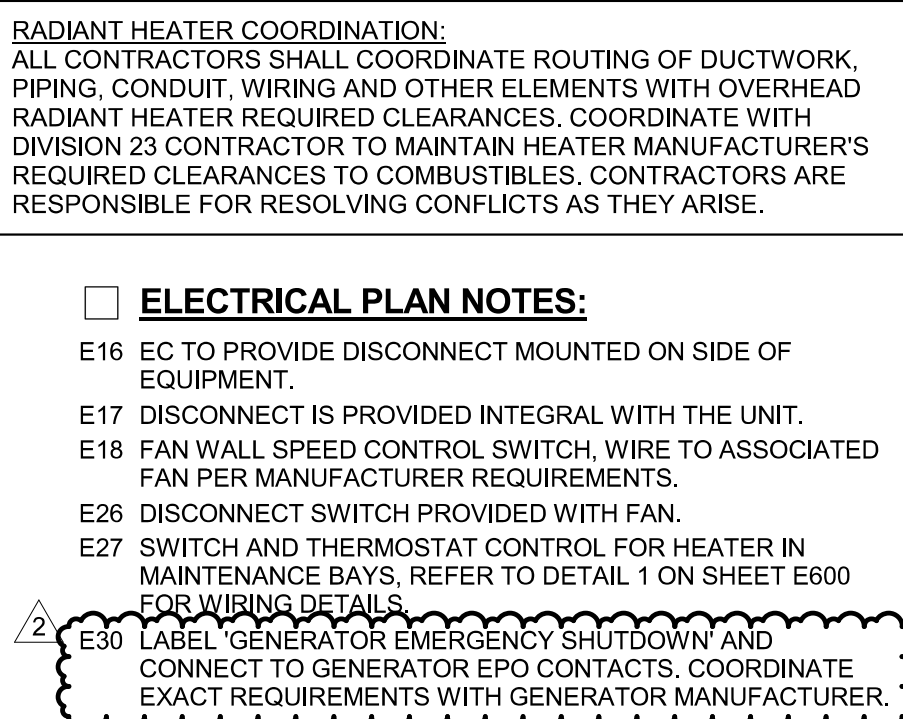 RADIANT HEATER COORDINATION:
ALL CONTRACTORS SHALL COORDINATE ROUTING OF DUCTWORK,
PIPING, CONDUIT, WIRING AND OTHER ELEMENTS WITH OVERHEAD
RADIANT HEATER REQUIRED CLEARANCES. COORDINATE WITH
DIVISION 23 CONTRACTOR TO MAINTAIN HEATER MANUFACTURER'S
REQUIRED CLEARANCES TO COMBUSTIBLES. CONTRACTORS ARE
RESPONSIBLE FOR RESOLVING CONFLICTS AS THEY ARISE.
ELECTRICAL PLAN NOTES:
E16 EC TO PROVIDE DISCONNECT MOUNTED ON SIDE OF
EQUIPMENT.
E17 DISCONNECT IS PROVIDED INTEGRAL WITH THE UNIT.
E18 FAN WALL SPEED CONTROL SWITCH, WIRE TO ASSOCIATED
FAN PER MANUFACTURER REQUIREMENTS.
E26 DISCONNECT SWITCH PROVIDED WITH FAN.
E27 SWITCH AND THERMOSTAT CONTROL FOR HEATER IN
MAINTENANCE BAYS, REFER TO DETAIL 1 ON SHEET E600
FOR WIRING DETAILS.
2
E30 LABEL 'GENERATOR EMERGENCY SHUTDOWN' AND
CONNECT TO GENERATOR EPO CONTACTS. COORDINATE
EXACT REQUIREMENTS WITH GENERATOR MANUFACTURER.